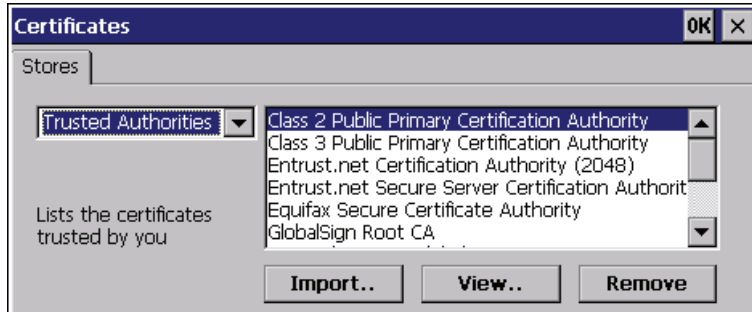 Certificates OK ×
Stores
Trusted Authorities
Class 2 Public Primary Certification Authority
Class 3 Public Primary Certification Authority
Entrust.net Certification Authority (2048)
Entrust.net Secure Server Certification Authorit
Equifax Secure Certificate Authority
GlobalSign Root CA
Lists the certificates
trusted by you
Import.. View.. Remove